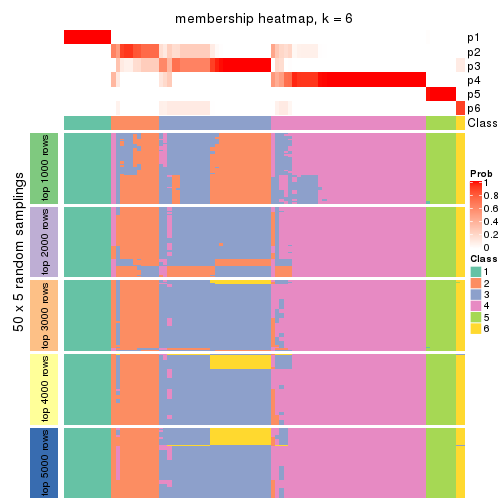 membership heatmap, k = 6
p1
p2
p3
p4
p5
p6
Class
50 x 5 random samplings
top 1000 rows
top 2000 rows
top 3000 rows
top 4000 rows
top 5000 rows
Prob
1
0.8
0.6
0.4
0.2
0
Class
1
2
3
4
5
6